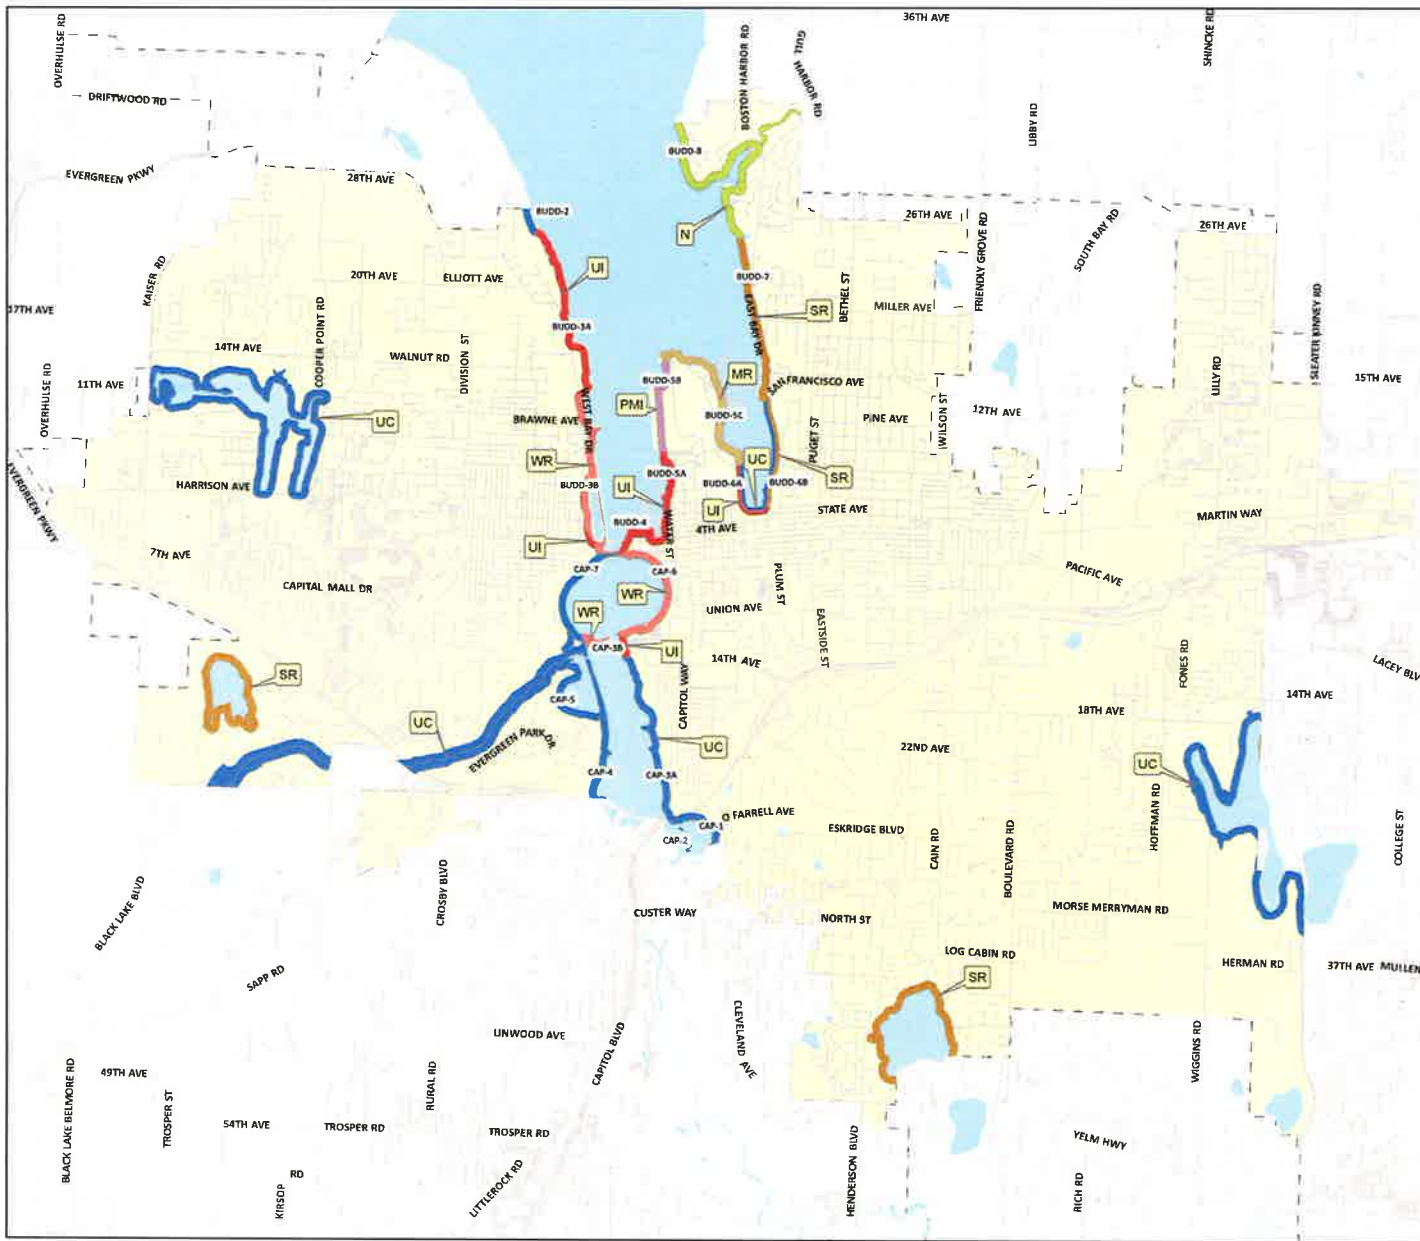 36TH AVE
OVERHULSE RD
BOSTON HARBOR RD
GULL HARBOR RD
SHINCKE RD
DRIFTWOOD RD
LIBBY RD
BUDD-8
EVERGREEN PKWY
28TH AVE
BUDD-2
26TH AVE
26TH AVE
N
FRIENDLY GROVE RD
SOUTH BAY RD
KAISER RD
20TH AVE
ELLIOTT AVE
UI
BUDD-7
BETHEL ST
MILLER AVE
SR
EAST BAY DR
17TH AVE
COOPER POINT RD
DIVISION ST
BUDD-3A
SLEATER KINNEY RD
14TH AVE
WALNUT RD
LILLY RD
11TH AVE
OVERHULSE RD
BUDD-5B
MR
SAN FRANCISCO AVE
15TH AVE
PMI
BUDD-5C
WEST BAY DR
BRAWNE AVE
PUGET ST
PINE AVE
WILSON ST
12TH AVE
UC
WR
UC
EVERGREEN PKWY
HARRISON AVE
BUDD-3B
UI
BUDD-5A
BUDD-6A
BUDD-6B
SR
UI
STATE AVE
MARTIN WAY
BUDD-4
WATER ST
4TH AVE
UI
7TH AVE
CAPITAL MALL DR
CAP-7
CAP-6
WR
PLUM ST
PACIFIC AVE
WR
UNION AVE
EASTSIDE ST
CAP-3B
UI
14TH AVE
FONES RD
LACEY BLV
SR
CAP-5
CAPITOL WAY
14TH AVE
UC
EVERGREEN PARK DR
18TH AVE
UC
22ND AVE
UC
CAP-4
CAP-3A
HOFFMAN RD
FARRELL AVE
CAP-1
CAP-2
ESKRIDGE BLVD
CAIN RD
BOULEVARD RD
COLLEGE ST
BLACK LAKE BLVD
CROSBY BLVD
CUSTER WAY
NORTH ST
MORSE MERRYMAN RD
LOG CABIN RD
HERMAN RD
37TH AVE
MULLEN
SAPP RD
SR
CLEVELAND AVE
LINWOOD AVE
CAPITOL BLVD
WIGGINS RD
BLACK LAKE BELMORE RD
49TH AVE
TROSPER ST
RURAL RD
54TH AVE
TROSPER RD
TROSPER RD
HENDERSON BLVD
YELM HWY
KIRSOP RD
LITTLEROCK RD
RICH RD